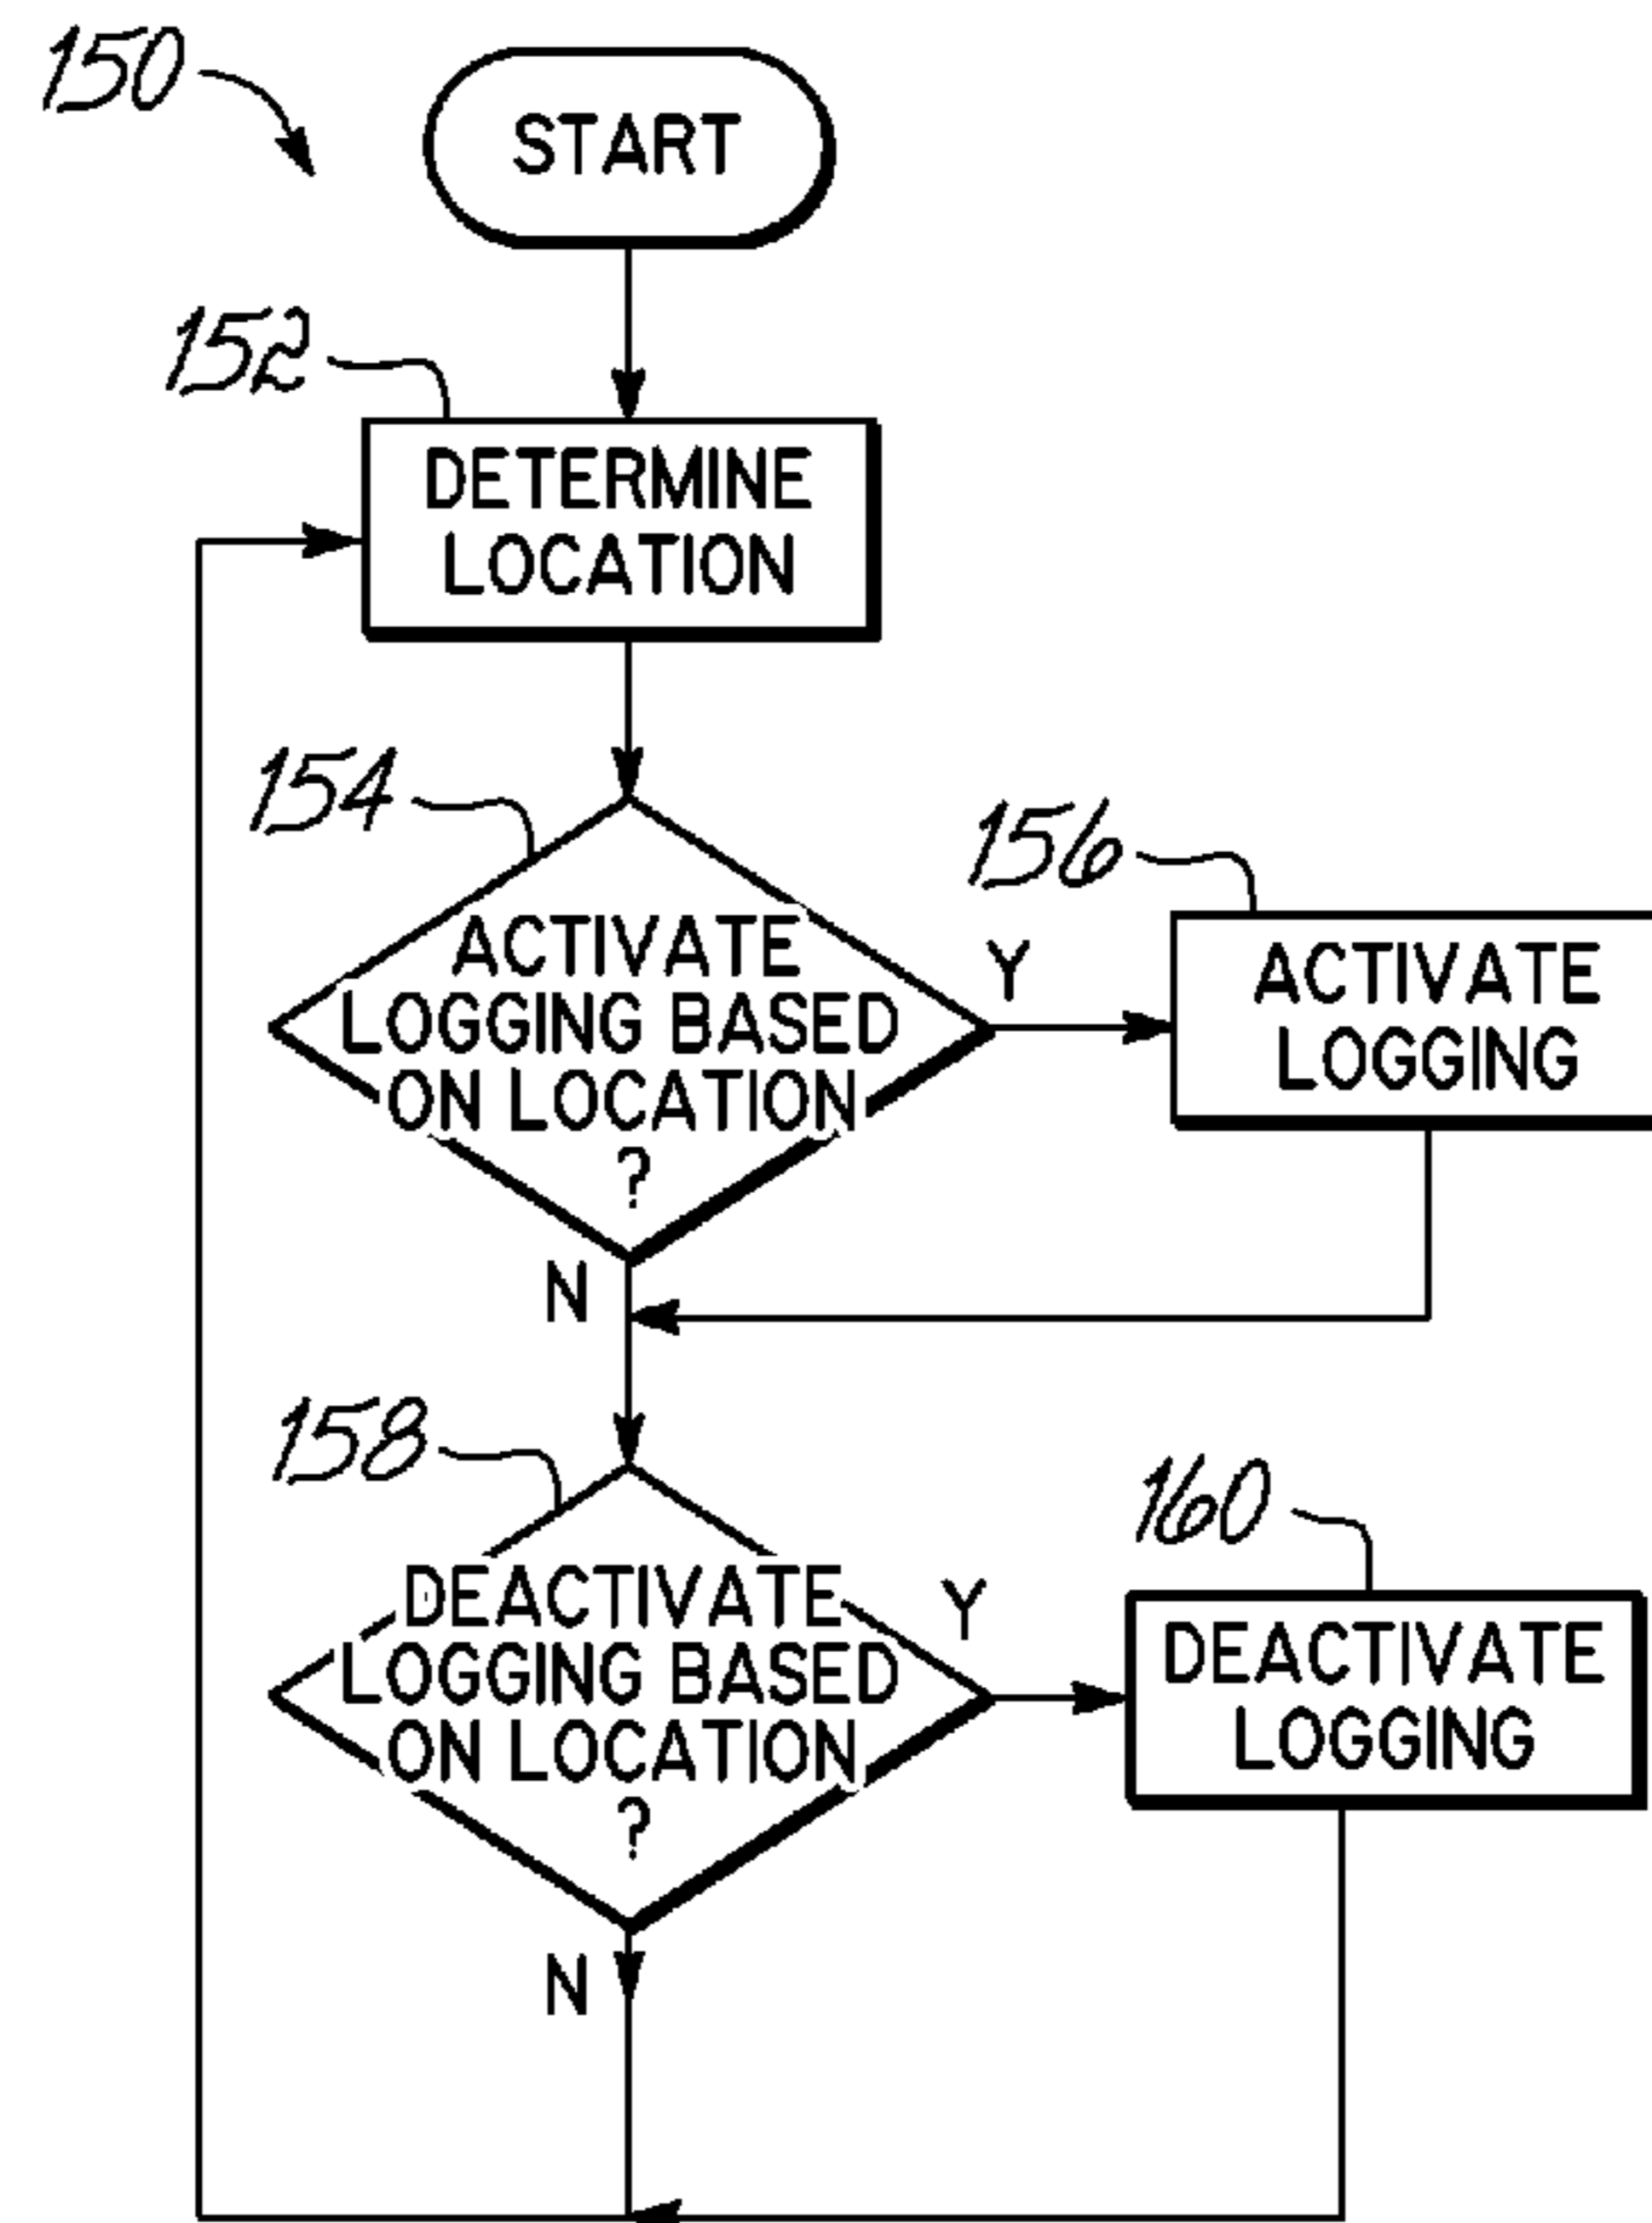 150
START
152
DETERMINE
LOCATION
154
ACTIVATE
LOGGING BASED
ON LOCATION
?
Y
156
ACTIVATE
LOGGING
N
158
DEACTIVATE
LOGGING BASED
ON LOCATION
?
Y
160
DEACTIVATE
LOGGING
N